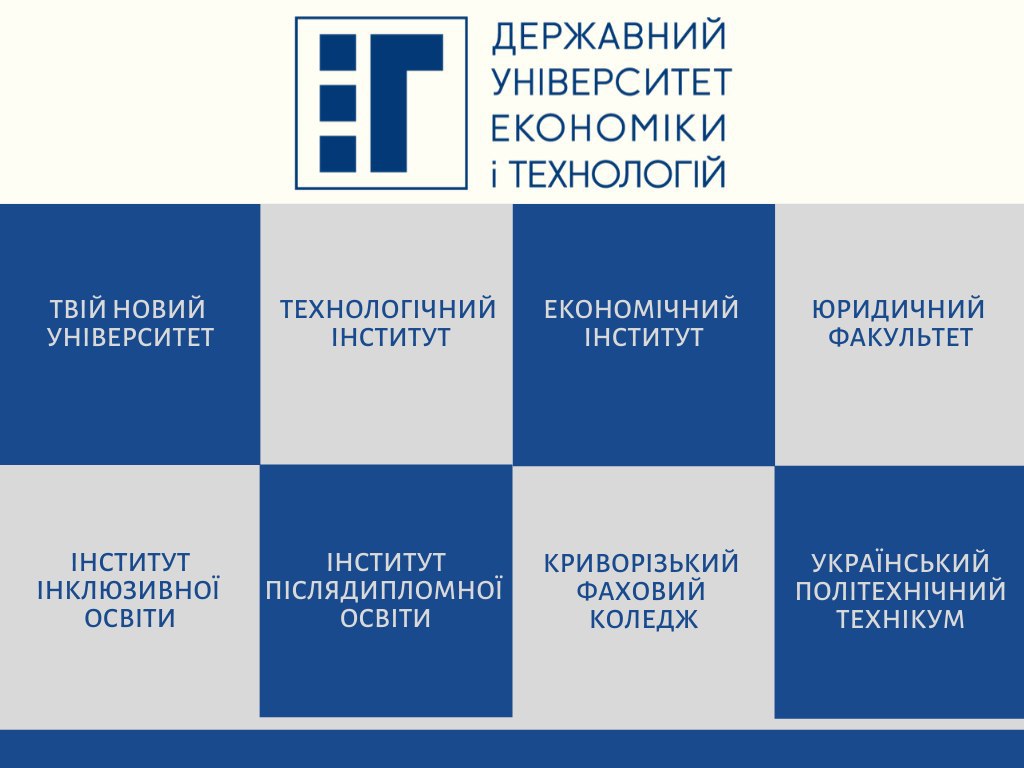 ДЕРЖАВНИЙ
УНІВЕРСИТЕТ
ЕКОНОМІКИ
і ТЕХНОЛОГІЙ
ТВІЙ НОВИЙ
УНІВЕРСИТЕТ
ТЕХНОЛОГІЧНИЙ
ІНСТИТУТ
ЕКОНОМІЧНИЙ
ІНСТИТУТ
ЮРИДИЧНИЙ
ФАКУЛЬТЕТ
ІНСТИТУТ
ІНКЛЮЗИВНОЇ
ОСВІТИ
ІНСТИТУТ
ПІСЛЯДИПЛОМНОЇ
ОСВІТИ
КРИВОРІЗЬКИЙ
ФАХОВИЙ
КОЛЕДЖ
УКРАЇНСЬКИЙ
ПОЛІТЕХНІЧНИЙ
ТЕХНІКУМ